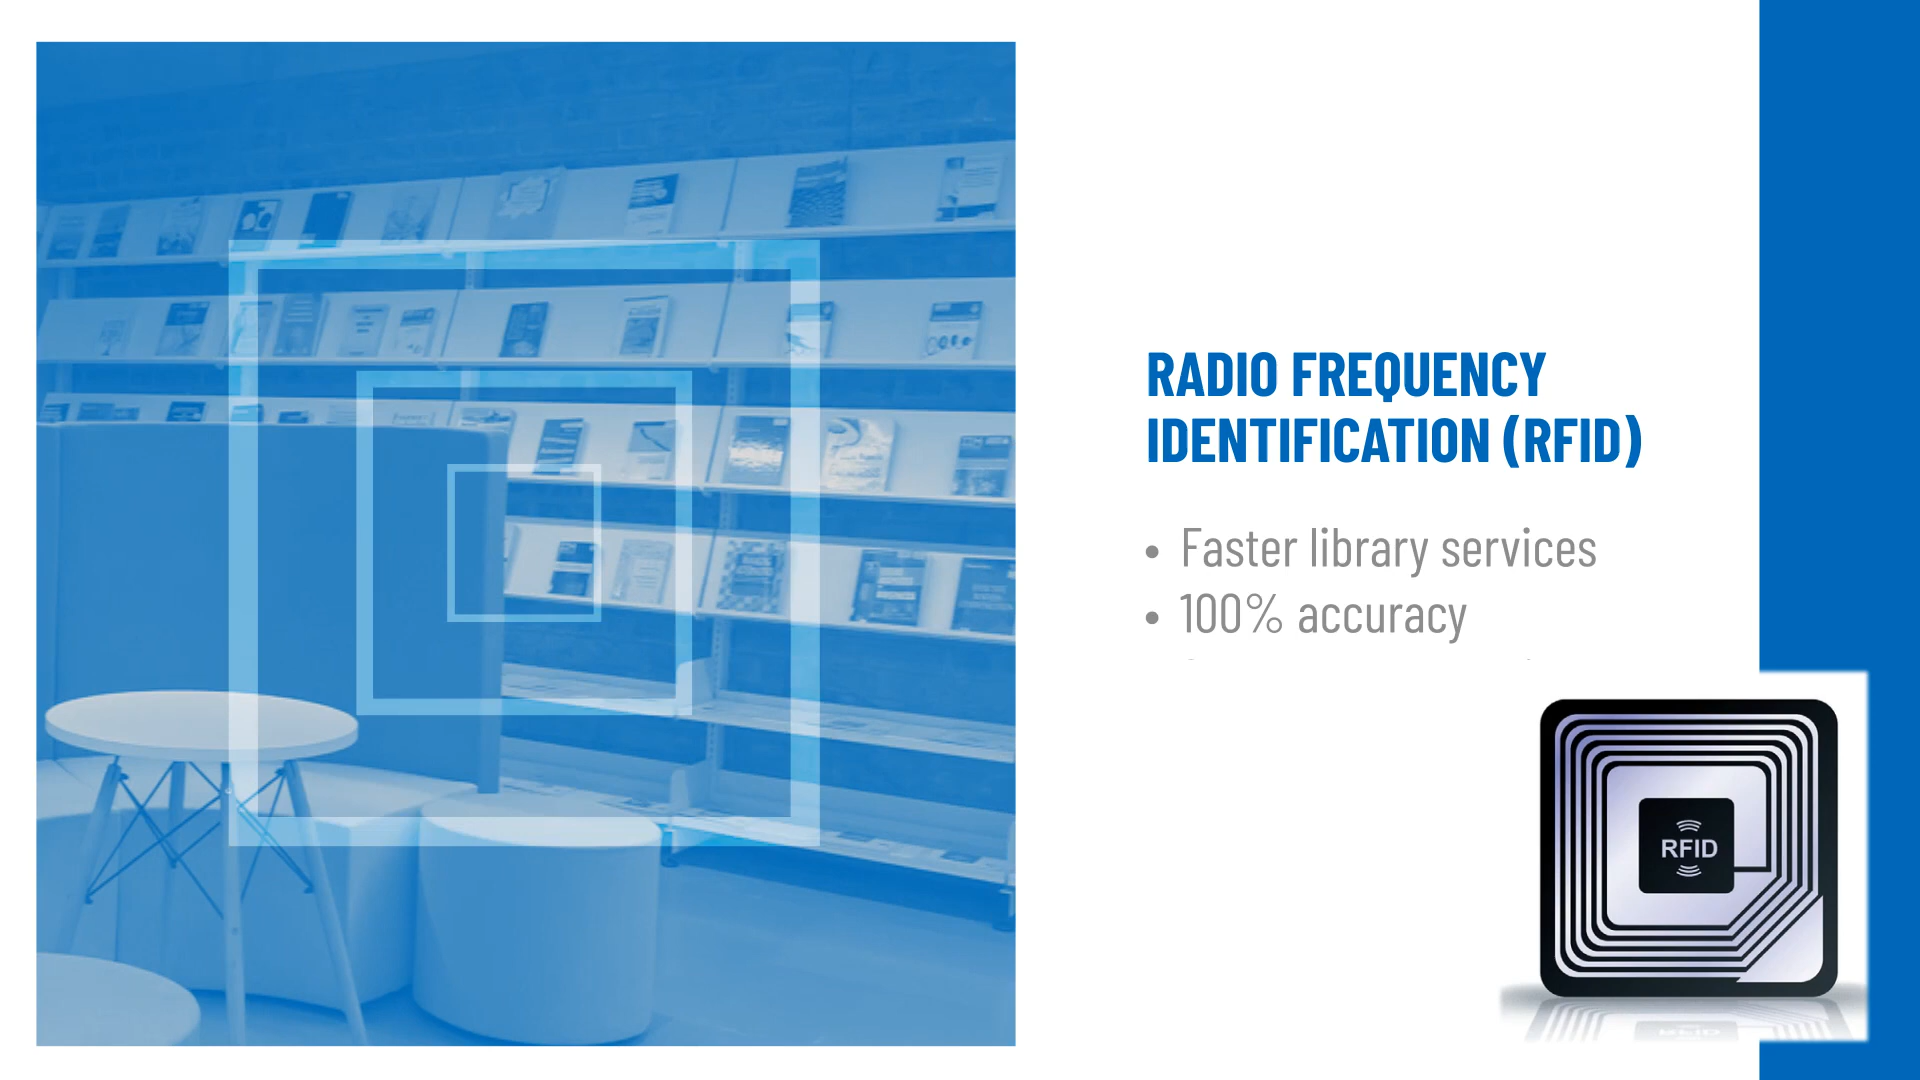 RADIO FREQUENCY
IDENTIFICATION (RFID)
• Faster library services
• 100% accuracy
RFID